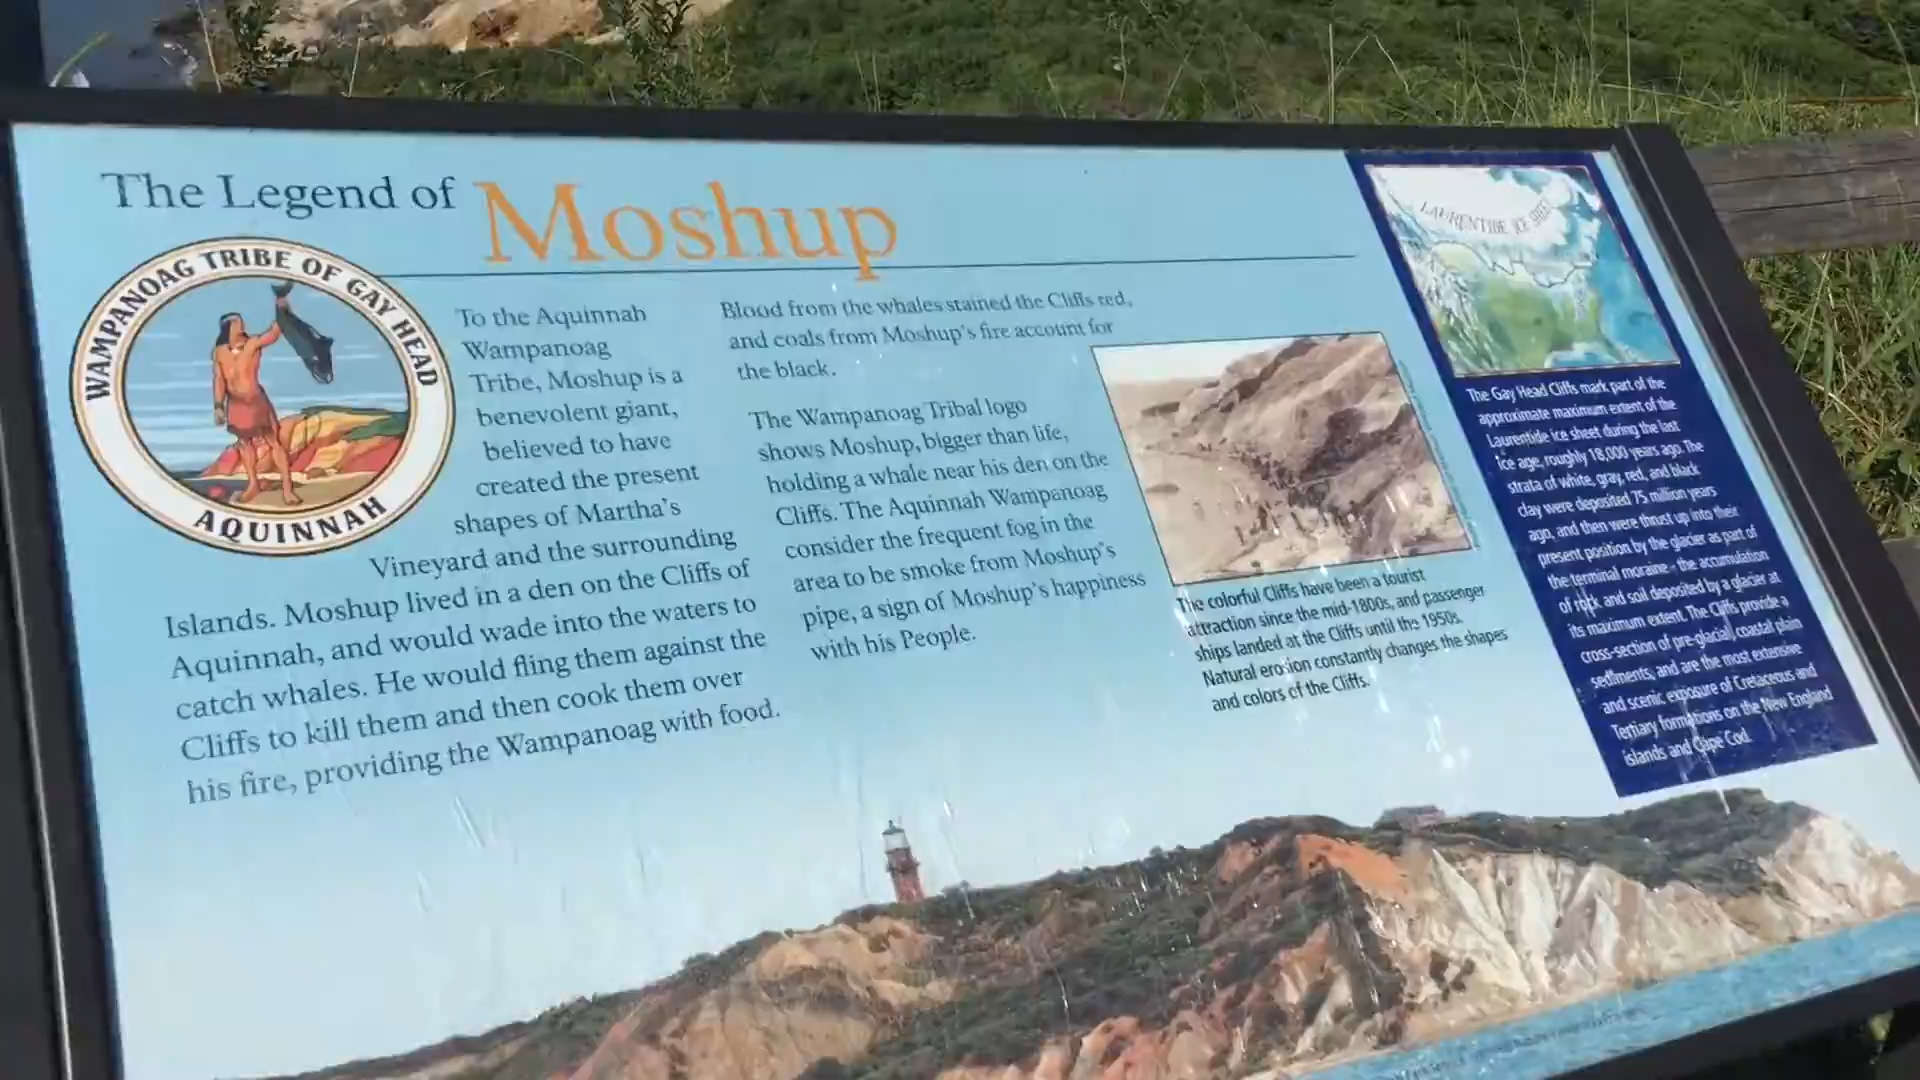 The Legend of Moshup
WAMPANOAG TRIBE OF GAY HEAD
AQUINNAH
To the Aquinnah
Wampanoag
Tribe, Moshup is a
benevolent giant,
believed to have
created the present
shapes of Martha's
Vineyard and the surrounding
Islands. Moshup lived in a den on the Cliffs of
Aquinnah, and would wade into the waters to
catch whales. He would fling them against the
Cliffs to kill them and then cook them over
his fire, providing the Wampanoag with food.
Blood from the whales stained the Cliffs red,
and coals from Moshup's fire account for
the black.
The Wampanoag Tribal logo
shows Moshup, bigger than life,
holding a whale near his den on the
Cliffs. The Aquinnah Wampanoag
consider the frequent fog in the
area to be smoke from Moshup's
pipe, a sign of Moshup's happiness
with his People.
The colorful Cliffs have been a tourist
attraction since the mid-1800s, and passenger
ships landed at the Cliffs until the 1950s.
Natural erosion constantly changes the shapes
and colors of the Cliffs.
LAURENTIDE ICE SHEET
The Gay Head Cliffs mark part of the
approximate maximum extent of the
Laurentide ice sheet during the last
Ice age, roughly 18,000 years ago. The
strata of white, gray, red, and black
clay were deposited 75 million years
ago, and then were thrust up into their
present position by the glacier as part of
the terminal moraine - the accumulation
of rock and soil deposited by a glacier at
its maximum extent. The Cliffs provide a
cross-section of pre-glacial, coastal plain
sediments, and are the most extensive
and scenic exposure of Cretaceous and
Tertiary formations on the New England
islands and Cape Cod.